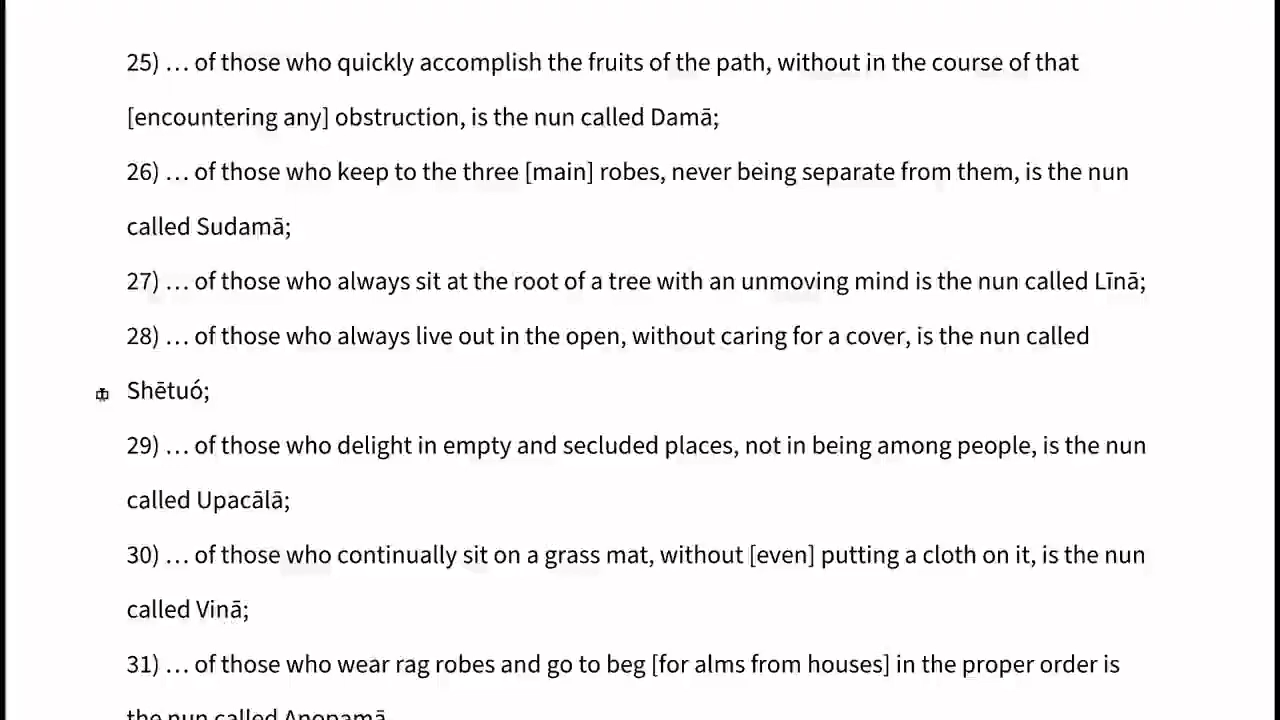 25) … of those who quickly accomplish the fruits of the path, without in the course of that
[encountering any] obstruction, is the nun called Damā;
26) … of those who keep to the three [main] robes, never being separate from them, is the nun
called Sudamā;
27) … of those who always sit at the root of a tree with an unmoving mind is the nun called Līnā;
28) … of those who always live out in the open, without caring for a cover, is the nun called
Shētuó;
29) … of those who delight in empty and secluded places, not in being among people, is the nun
called Upacālā;
30) … of those who continually sit on a grass mat, without [even] putting a cloth on it, is the nun
called Vinā;
31) … of those who wear rag robes and go to beg [for alms from houses] in the proper order is
the nun called Anopamā